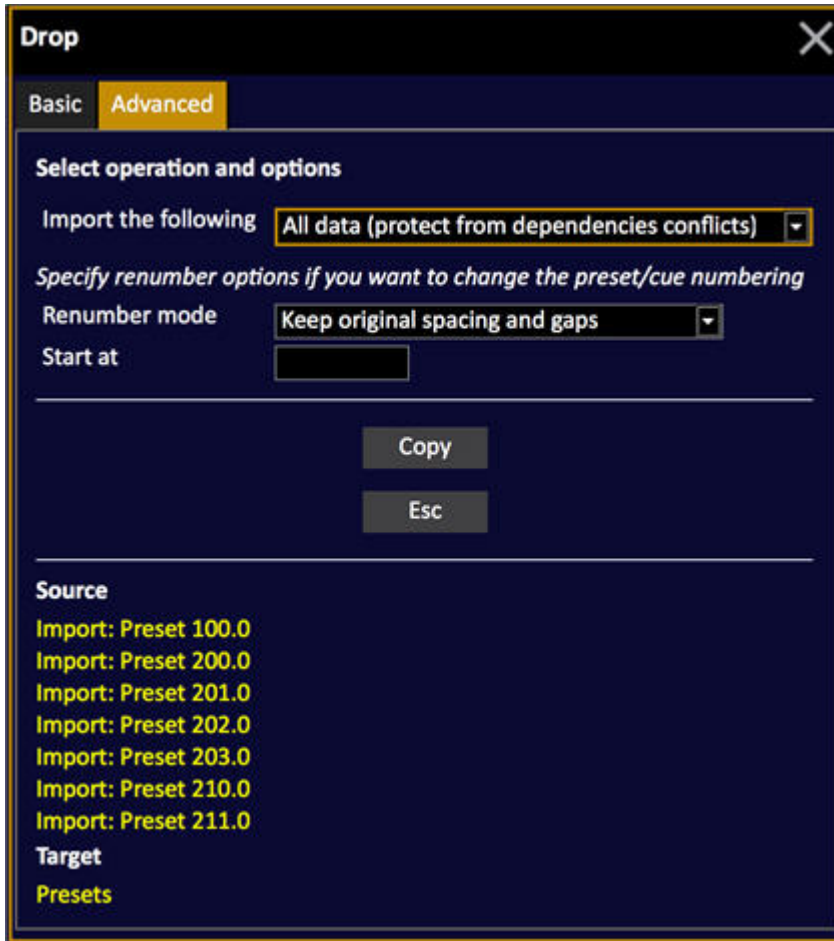 Drop
Basic Advanced
Select operation and options
Import the following All data (protect from dependencies conflicts)
Specify renumber options if you want to change the preset/cue numbering
Renumber mode Keep original spacing and gaps
Start at
Copy
Esc
Source
Import: Preset 100.0
Import: Preset 200.0
Import: Preset 201.0
Import: Preset 202.0
Import: Preset 203.0
Import: Preset 210.0
Import: Preset 211.0
Target
Presets